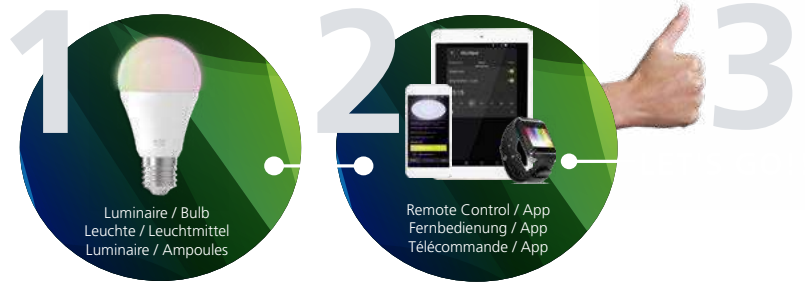 1
Luminaire / Bulb
Leuchte / Leuchtmittel
Luminaire / Ampoules
2
Remote Control / App
Fernbedienung / App
Télécommande / App
3